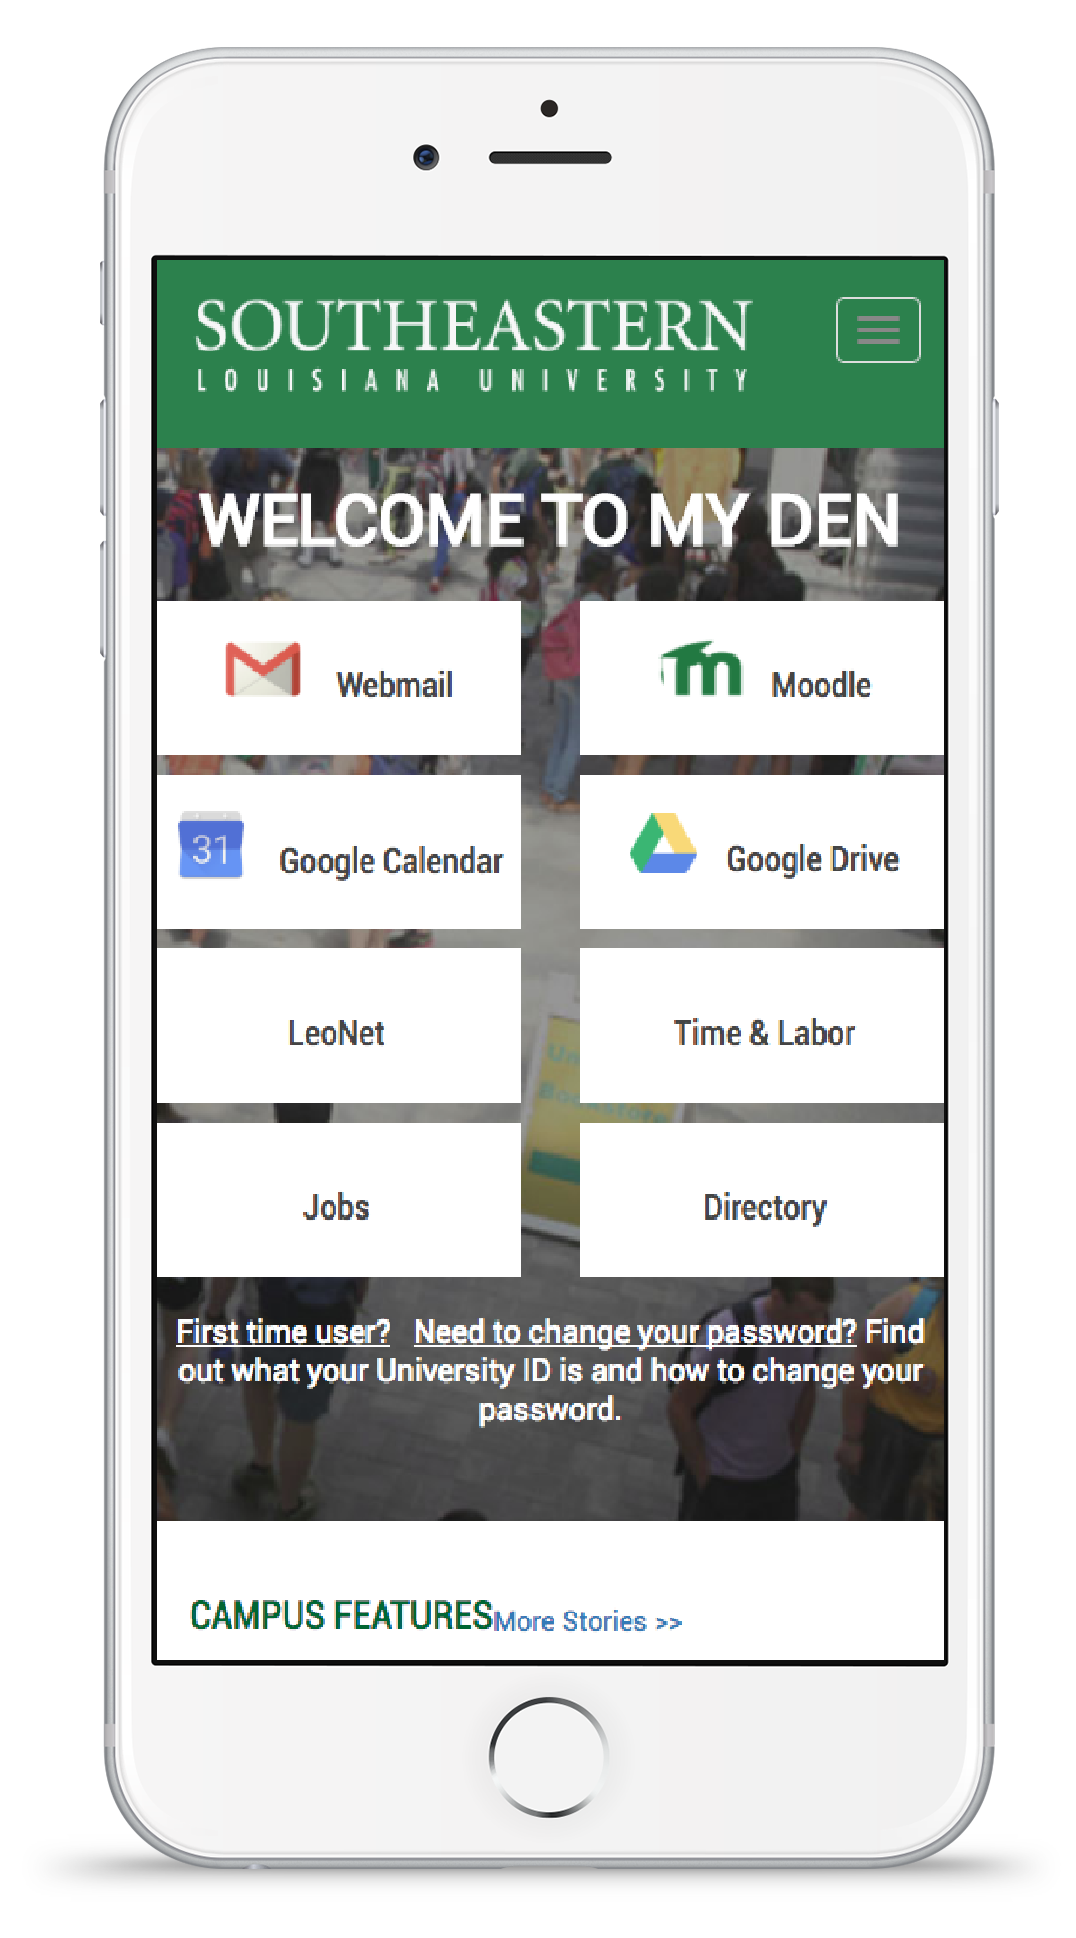 SOUTHEASTERN
LOUISIANA UNIVERSITY
WELCOME TO MY DEN
Webmail
Moodle
31
Google Calendar
Google Drive
LeoNet
Time & Labor
Bookstore
Jobs
Directory
First time user? Need to change your password? Find
out what your University ID is and how to change your
password.
CAMPUS FEATURES More Stories >>